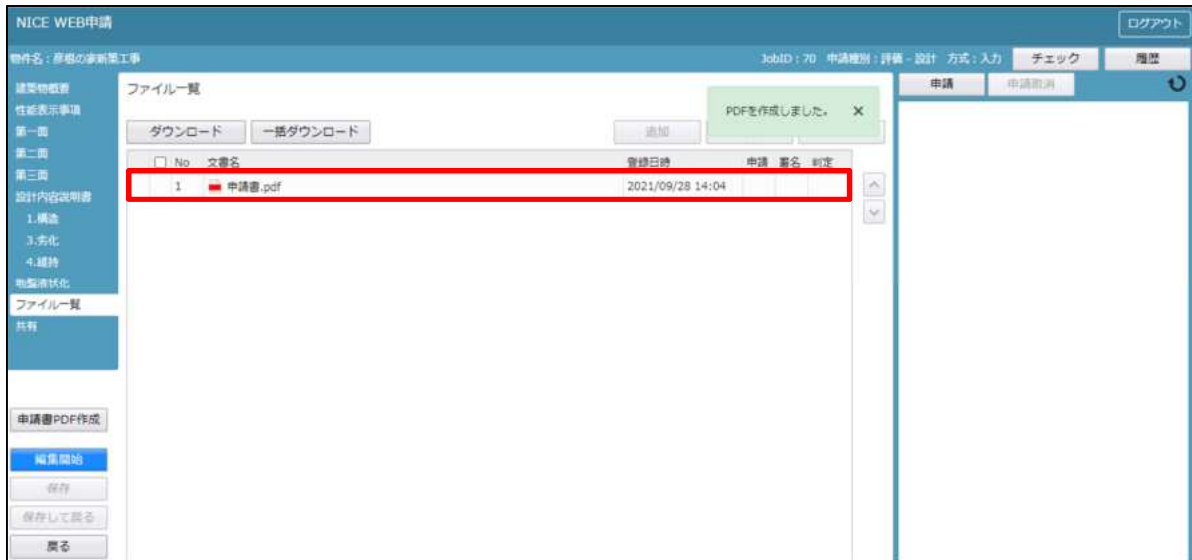 NICE WEB申請
ログアウト
物件名：彦根の家新築工事
JobID：70 申請種別：評価 - 設計 方式：入力
チェック
履歴
建築物概要
性能表示事項
第一面
第二面
第三面
設計内容説明書
1.構造
3.劣化
4.維持
地盤液状化
ファイル一覧
共有
申請書PDF作成
編集開始
保存
保存して戻る
戻る
ファイル一覧
PDFを作成しました。 ×
ダウンロード
一括ダウンロード
追加
No 文書名 登録日時 申請 署名 判定
1 申請書.pdf 2021/09/28 14:04
申請
申請取消